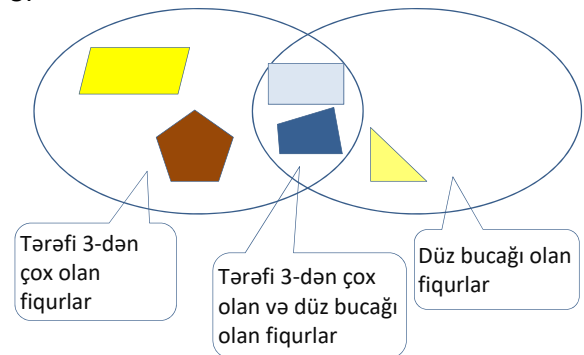 Tərəfi 3-dən
çox olan
fiqurlar
Tərəfi 3-dən çox
olan və düz bucağı
olan fiqurlar
Düz bucağı olan
fiqurlar